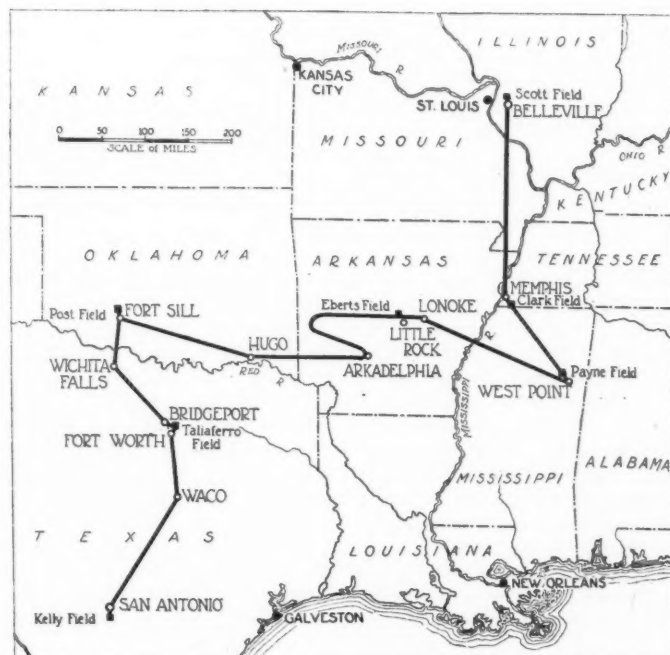 ILLINOIS
MISSOURI
R
KANSAS
CITY
Scott Field
BELLEVILLE
ST. LOUIS
KANSAS
0 50 100 150 200
SCALE of MILES
MISSOURI
OHIO R
KENTUCKY
OKLAHOMA
ARKANSAS
TENNESSEE
MEMPHIS
Clark Field
Post Field
FORT SILL
Eberts Field
LONOKE
LITTLE
ROCK
R
HUGO
RED R
ARKADELPHIA
Payne Field
WEST POINT
WICHITA
FALLS
MISSISSIPPI
BRIDGEPORT
Taliaferro
Field
FORT WORTH
ALABAMA
MISSISSIPPI
WACO
TEXAS
LOUISIANA
NEW ORLEANS
SAN ANTONIO
Kelly Field
GALVESTON